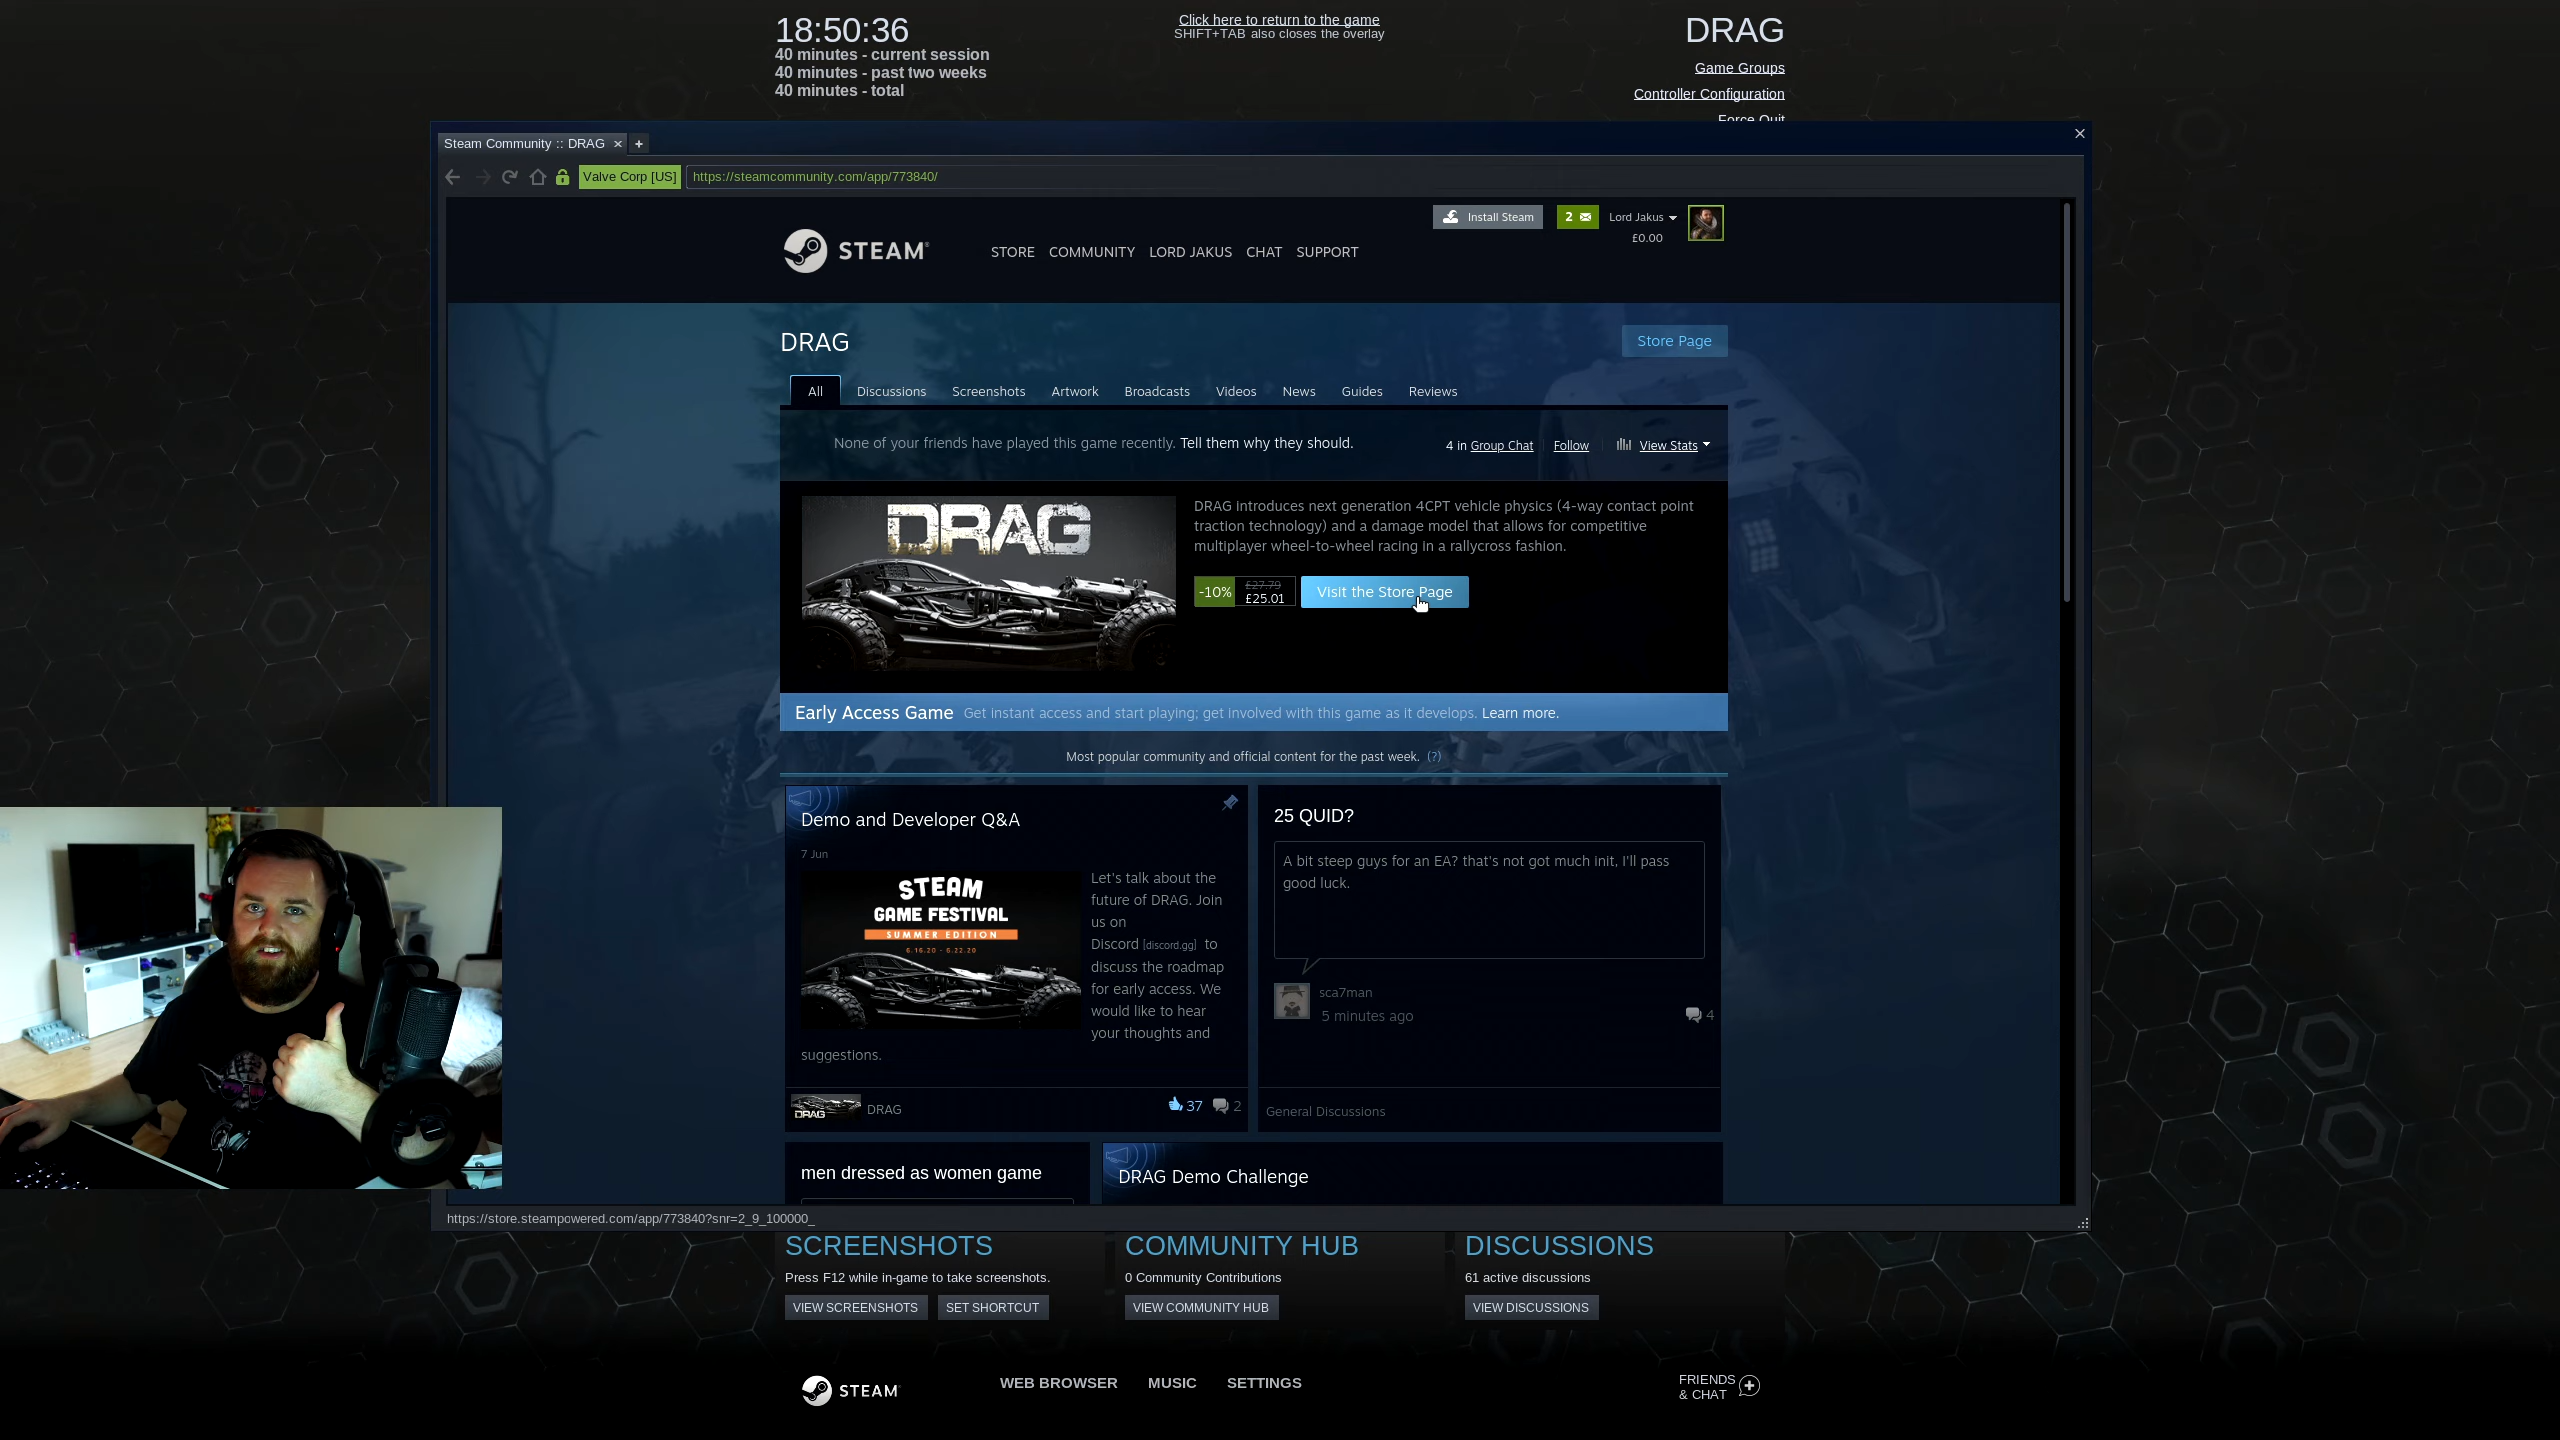 18:50:36
40 minutes - current session
40 minutes - past two weeks
40 minutes - total
Click here to return to the game
SHIFT+TAB also closes the overlay
DRAG
Game Groups
Controller Configuration
Force Quit
Steam Community :: DRAG
Valve Corp [US]
https://steamcommunity.com/app/773840/
Install Steam
2
Lord Jakus
£0.00
STEAM®
STORE COMMUNITY LORD JAKUS CHAT SUPPORT
DRAG
Store Page
All Discussions Screenshots Artwork Broadcasts Videos News Guides Reviews
None of your friends have played this game recently. Tell them why they should.
4 in Group Chat
Follow
View Stats
DRAG
DRAG introduces next generation 4CPT vehicle physics (4-way contact point
traction technology) and a damage model that allows for competitive
multiplayer wheel-to-wheel racing in a rallycross fashion.
-10%
£27.79
£25.01
Visit the Store Page
Early Access Game Get instant access and start playing; get involved with this game as it develops. Learn more.
Most popular community and official content for the past week. (?)
Demo and Developer Q&A
7 Jun
STEAM
GAME FESTIVAL
SUMMER EDITION
6.16.20 - 6.22.20
Let's talk about the
future of DRAG. Join
us on
Discord [discord.gg] to
discuss the roadmap
for early access. We
would like to hear
your thoughts and
suggestions.
DRAG
DRAG
37
2
25 QUID?
A bit steep guys for an EA? that's not got much init, I'll pass
good luck.
sca7man
5 minutes ago
4
General Discussions
men dressed as women game
DRAG Demo Challenge
https://store.steampowered.com/app/773840?snr=2_9_100000_
SCREENSHOTS
Press F12 while in-game to take screenshots.
VIEW SCREENSHOTS
SET SHORTCUT
COMMUNITY HUB
0 Community Contributions
VIEW COMMUNITY HUB
DISCUSSIONS
61 active discussions
VIEW DISCUSSIONS
STEAM
WEB BROWSER MUSIC SETTINGS
FRIENDS
& CHAT